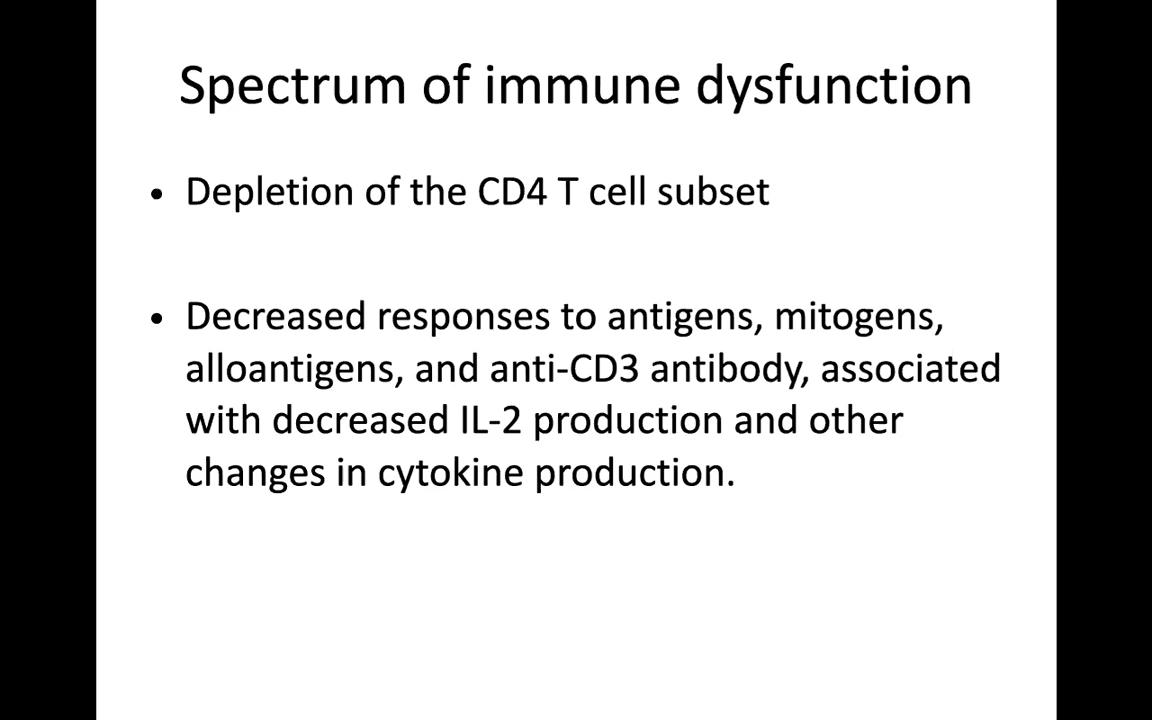 Spectrum of immune dysfunction
• Depletion of the CD4 T cell subset
• Decreased responses to antigens, mitogens,
alloantigens, and anti-CD3 antibody, associated
with decreased IL-2 production and other
changes in cytokine production.